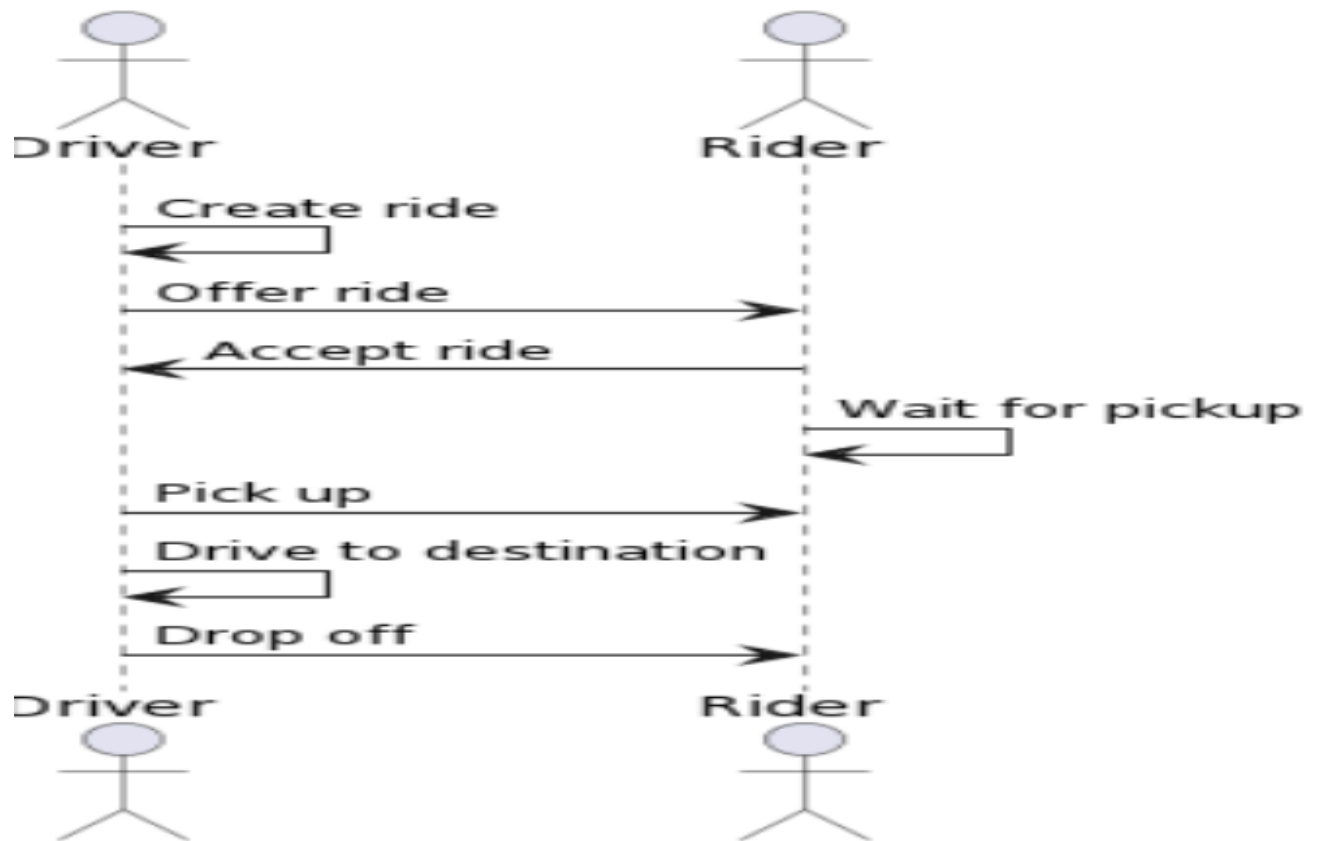 Driver Rider
Create ride
Offer ride
Accept ride
Wait for pickup
Pick up
Drive to destination
Drop off
Driver Rider